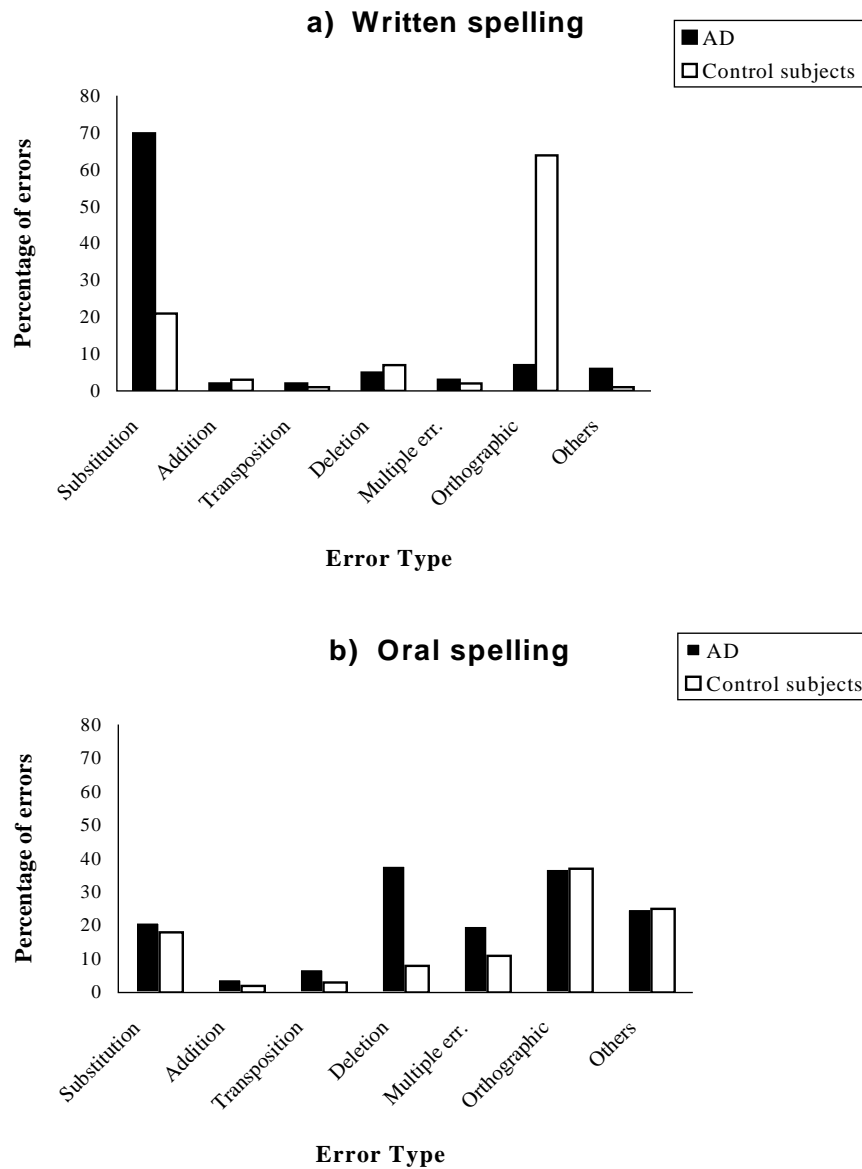 a) Written spelling
AD
Control subjects
80
70
60
50
40
30
20
10
0
Percentage of errors
Substitution
Addition
Transposition
Deletion
Multiple err.
Orthographic
Others
Error Type
b) Oral spelling
AD
Control subjects
80
70
60
50
40
30
20
10
0
Percentage of errors
Substitution
Addition
Transposition
Deletion
Multiple err.
Orthographic
Others
Error Type